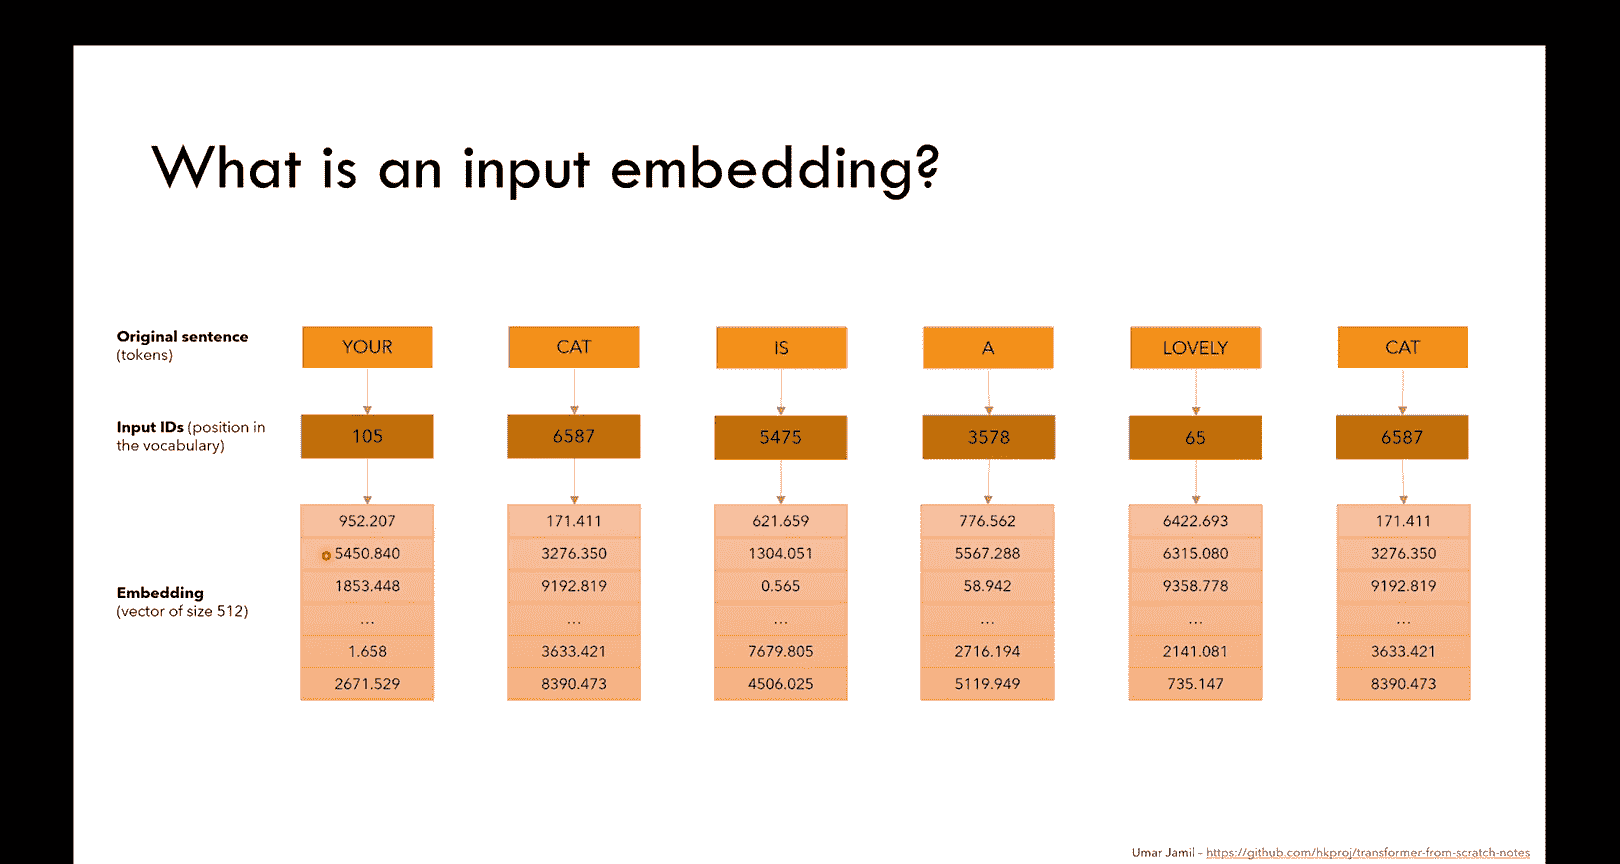 What is an input embedding?
Original sentence
(tokens)
YOUR CAT IS A LOVELY CAT
Input IDs (position in
the vocabulary)
105 6587 5475 3578 65 6587
Embedding
(vector of size 512)
952.207 171.411 621.659 776.562 6422.693 171.411
5450.840 3276.350 1304.051 5567.288 6315.080 3276.350
1853.448 9192.819 0.565 58.942 9358.778 9192.819
... ... ... ... ... ...
1.658 3633.421 7679.805 2716.194 2141.081 3633.421
2671.529 8390.473 4506.025 5119.949 735.147 8390.473
Umar Jamil - https://github.com/hkproj/transformer-from-scratch-notes